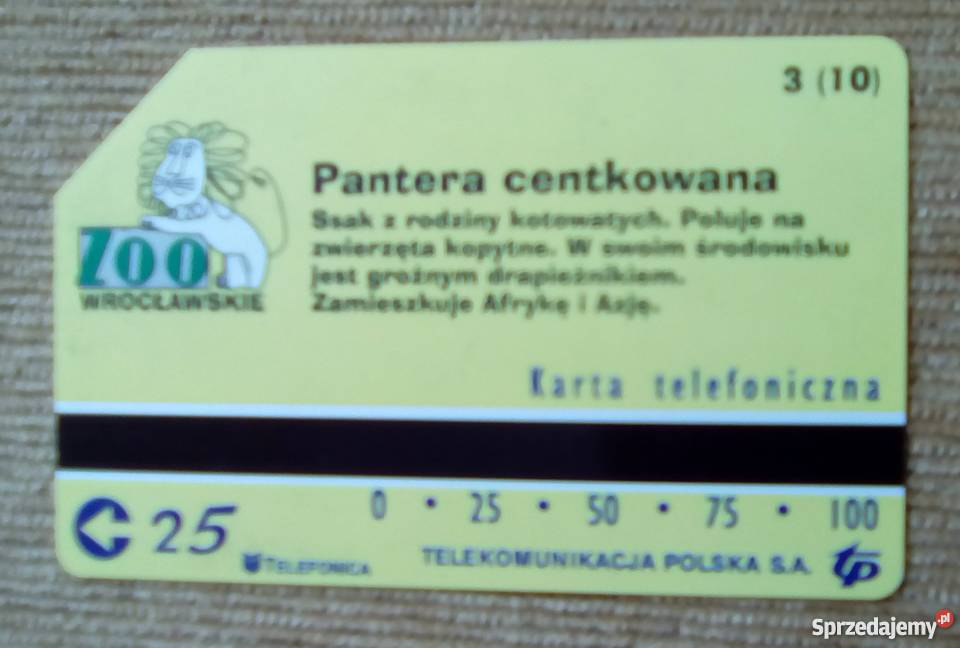 3 (10)
Pantera centkowana
Ssak z rodziny kotowatych. Poluje na
zwierzęta kopytne. W swoim środowisku
jest groźnym drapieżnikiem.
Zamieszkuje Afrykę i Azję.
ZOO
WROCŁAWSKIE
Karta telefoniczna
0 • 25 • 50 • 75 • 100
25
TELEFONICA
TELEKOMUNIKACJA POLSKA S.A.
tp
Sprzedajemy.pl